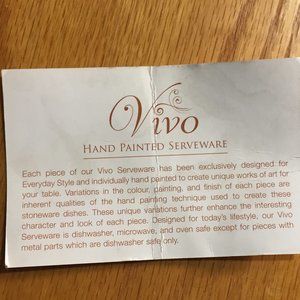 Vivo
HAND PAINTED SERVEWARE
Each piece of our Vivo Serveware has been exclusively designed for
Everyday Style and individually hand painted to create unique works of art for
your table. Variations in the colour, painting, and finish of each piece are
inherent qualities of the hand painting technique used to create these
stoneware dishes. These unique variations further enhance the interesting
character and look of each piece. Designed for today's lifestyle, our Vivo
Serveware is dishwasher, microwave, and oven safe except for pieces with
metal parts which are dishwasher safe only.